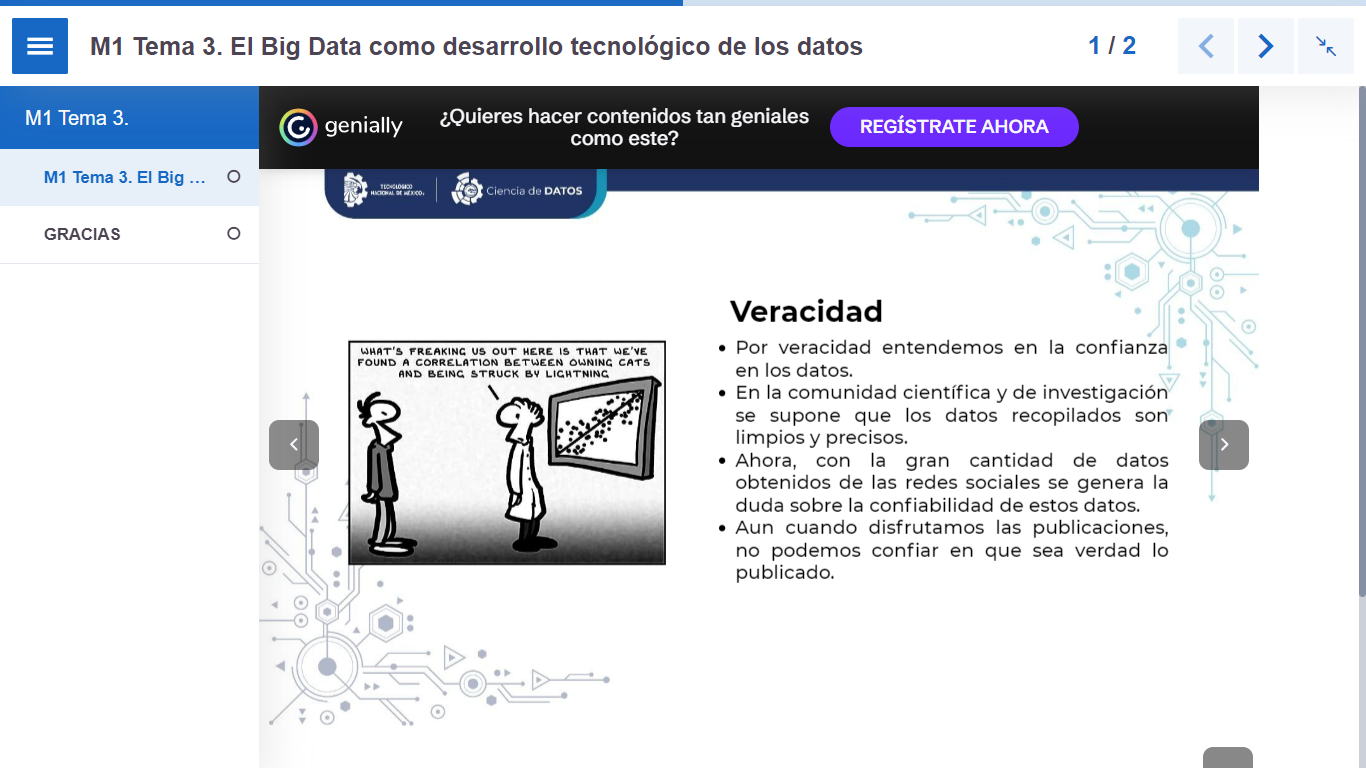 M1 Tema 3. El Big Data como desarrollo tecnológico de los datos
1 / 2
M1 Tema 3.
M1 Tema 3. El Big ...
GRACIAS
genially
¿Quieres hacer contenidos tan geniales
como este?
REGÍSTRATE AHORA
TECNOLÓGICO
NACIONAL DE MÉXICO
Ciencia de DATOS
WHAT'S FREAKING US OUT HERE IS THAT WE'VE
FOUND A CORRELATION BETWEEN OWNING CATS
AND BEING STRUCK BY LIGHTNING
Veracidad
• Por veracidad entendemos en la confianza
en los datos.
• En la comunidad científica y de investigación
se supone que los datos recopilados son
limpios y precisos.
• Ahora, con la gran cantidad de datos
obtenidos de las redes sociales se genera la
duda sobre la confiabilidad de estos datos.
• Aun cuando disfrutamos las publicaciones,
no podemos confiar en que sea verdad lo
publicado.